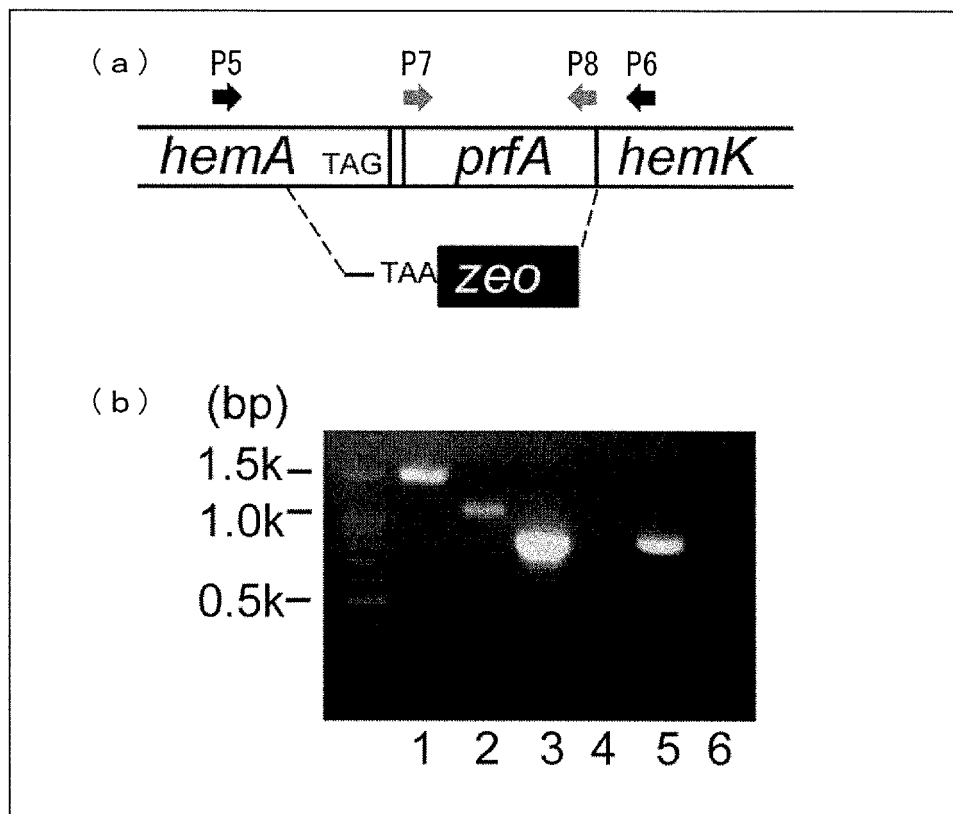 (a)
P5 P7 P8 P6
hemA TAG prfA hemK
TAA zeo
(b) (bp)
1.5k
1.0k
0.5k
1 2 3 4 5 6